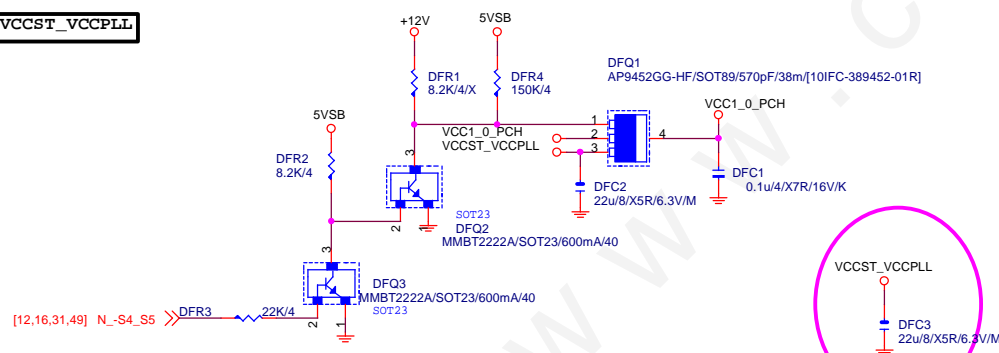 VCCST_VCCPLL
+12V
5VSB
DFR1
8.2K/4/X
DFR4
150K/4
DFQ1
AP9452GG-HF/SOT89/570pF/38m/[10IFC-389452-01R]
VCC1_0_PCH
5VSB
DFR2
8.2K/4
VCC1_0_PCH
VCCST_VCCPLL
1
2
3
4
3
DFC2
22u/8/X5R/6.3V/M
DFC1
0.1u/4/X7R/16V/K
SOT23
DFQ2
MMBT2222A/SOT23/600mA/40
2
1
3
DFQ3
MMBT2222A/SOT23/600mA/40
SOT23
[12,16,31,49] N_-S4_S5
DFR3
22K/4
2
1
VCCST_VCCPLL
DFC3
22u/8/X5R/6.3V/M
w w w . c